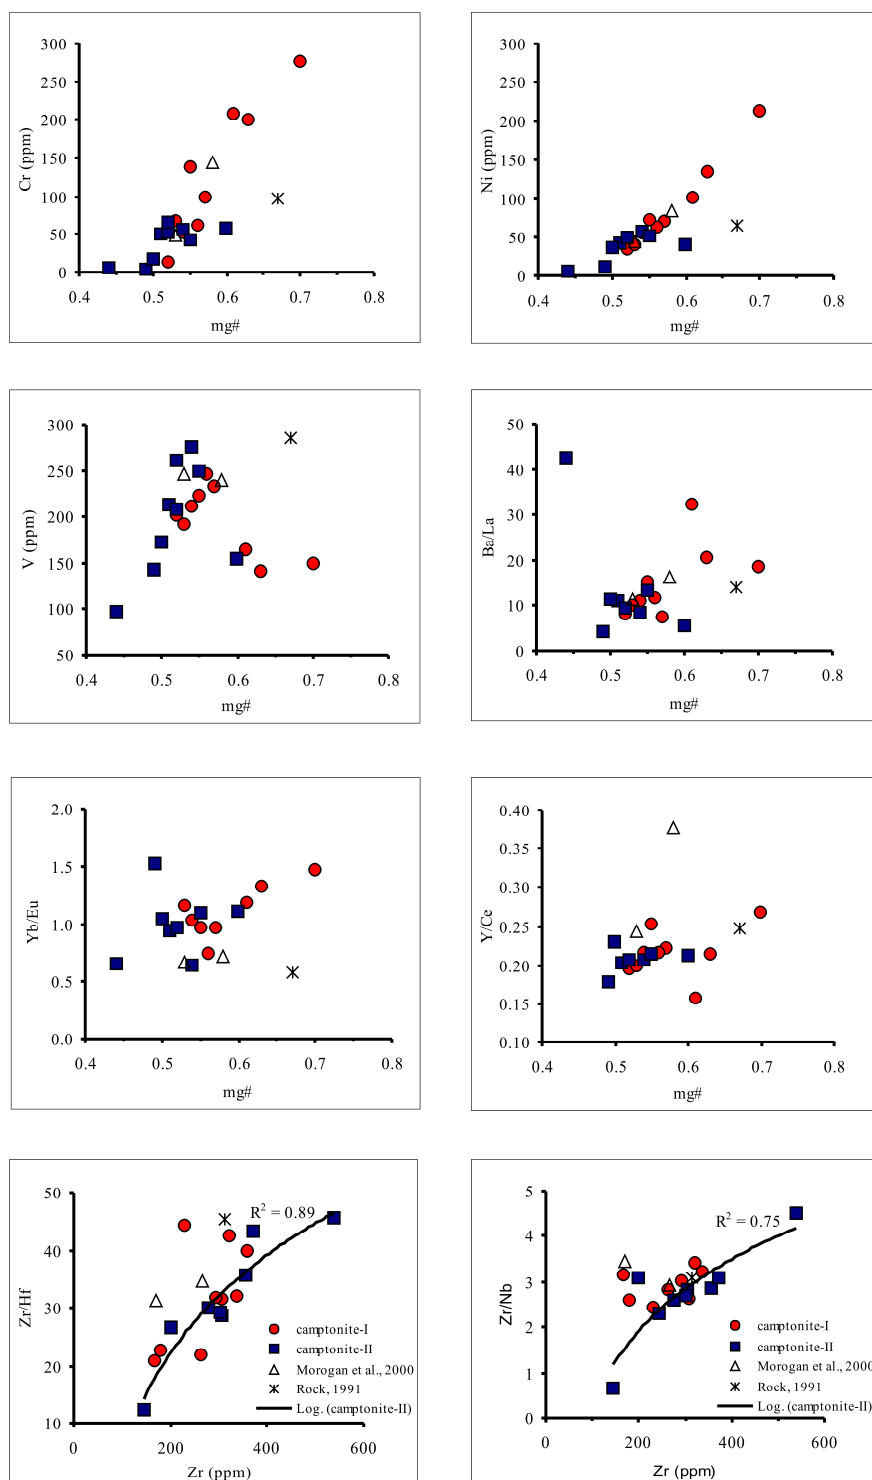 300
250
200
150
100
50
0
Cr (ppm)
0.4 0.5 0.6 0.7 0.8
mg#
300
250
200
150
100
50
0
Ni (ppm)
0.4 0.5 0.6 0.7 0.8
mg#
300
250
200
150
100
50
V (ppm)
0.4 0.5 0.6 0.7 0.8
mg#
50
40
30
20
10
0
Ba/La
0.4 0.5 0.6 0.7 0.8
mg#
2.0
1.5
1.0
0.5
0.0
Yb/Eu
0.4 0.5 0.6 0.7 0.8
mg#
0.40
0.35
0.30
0.25
0.20
0.15
0.10
Y/Ce
0.4 0.5 0.6 0.7 0.8
mg#
50
40
30
20
10
Zr/Hf
R² = 0.89
camptonite-I
camptonite-II
Morogan et al., 2000
Rock, 1991
Log. (camptonite-II)
0 200 400 600
Zr (ppm)
5
4
3
2
1
0
Zr/Nb
R² = 0.75
camptonite-I
camptonite-II
Morogan et al., 2000
Rock, 1991
Log. (camptonite-II)
0 200 400 600
Zr (ppm)